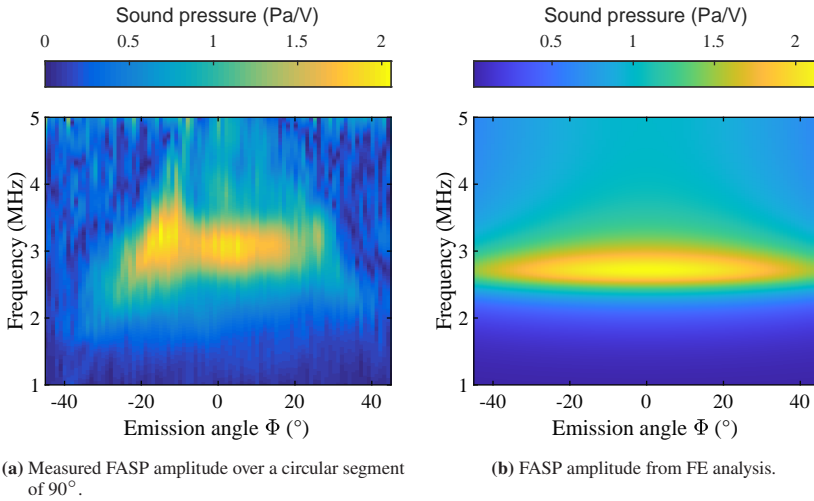 Sound pressure (Pa/V)
0 0.5 1 1.5 2
5
4
3
2
1
Frequency (MHz)
-40 -20 0 20 40
Emission angle Φ (°)
(a) Measured FASP amplitude over a circular segment
of 90°.
Sound pressure (Pa/V)
0.5 1 1.5 2
5
4
3
2
1
Frequency (MHz)
-40 -20 0 20 40
Emission angle Φ (°)
(b) FASP amplitude from FE analysis.